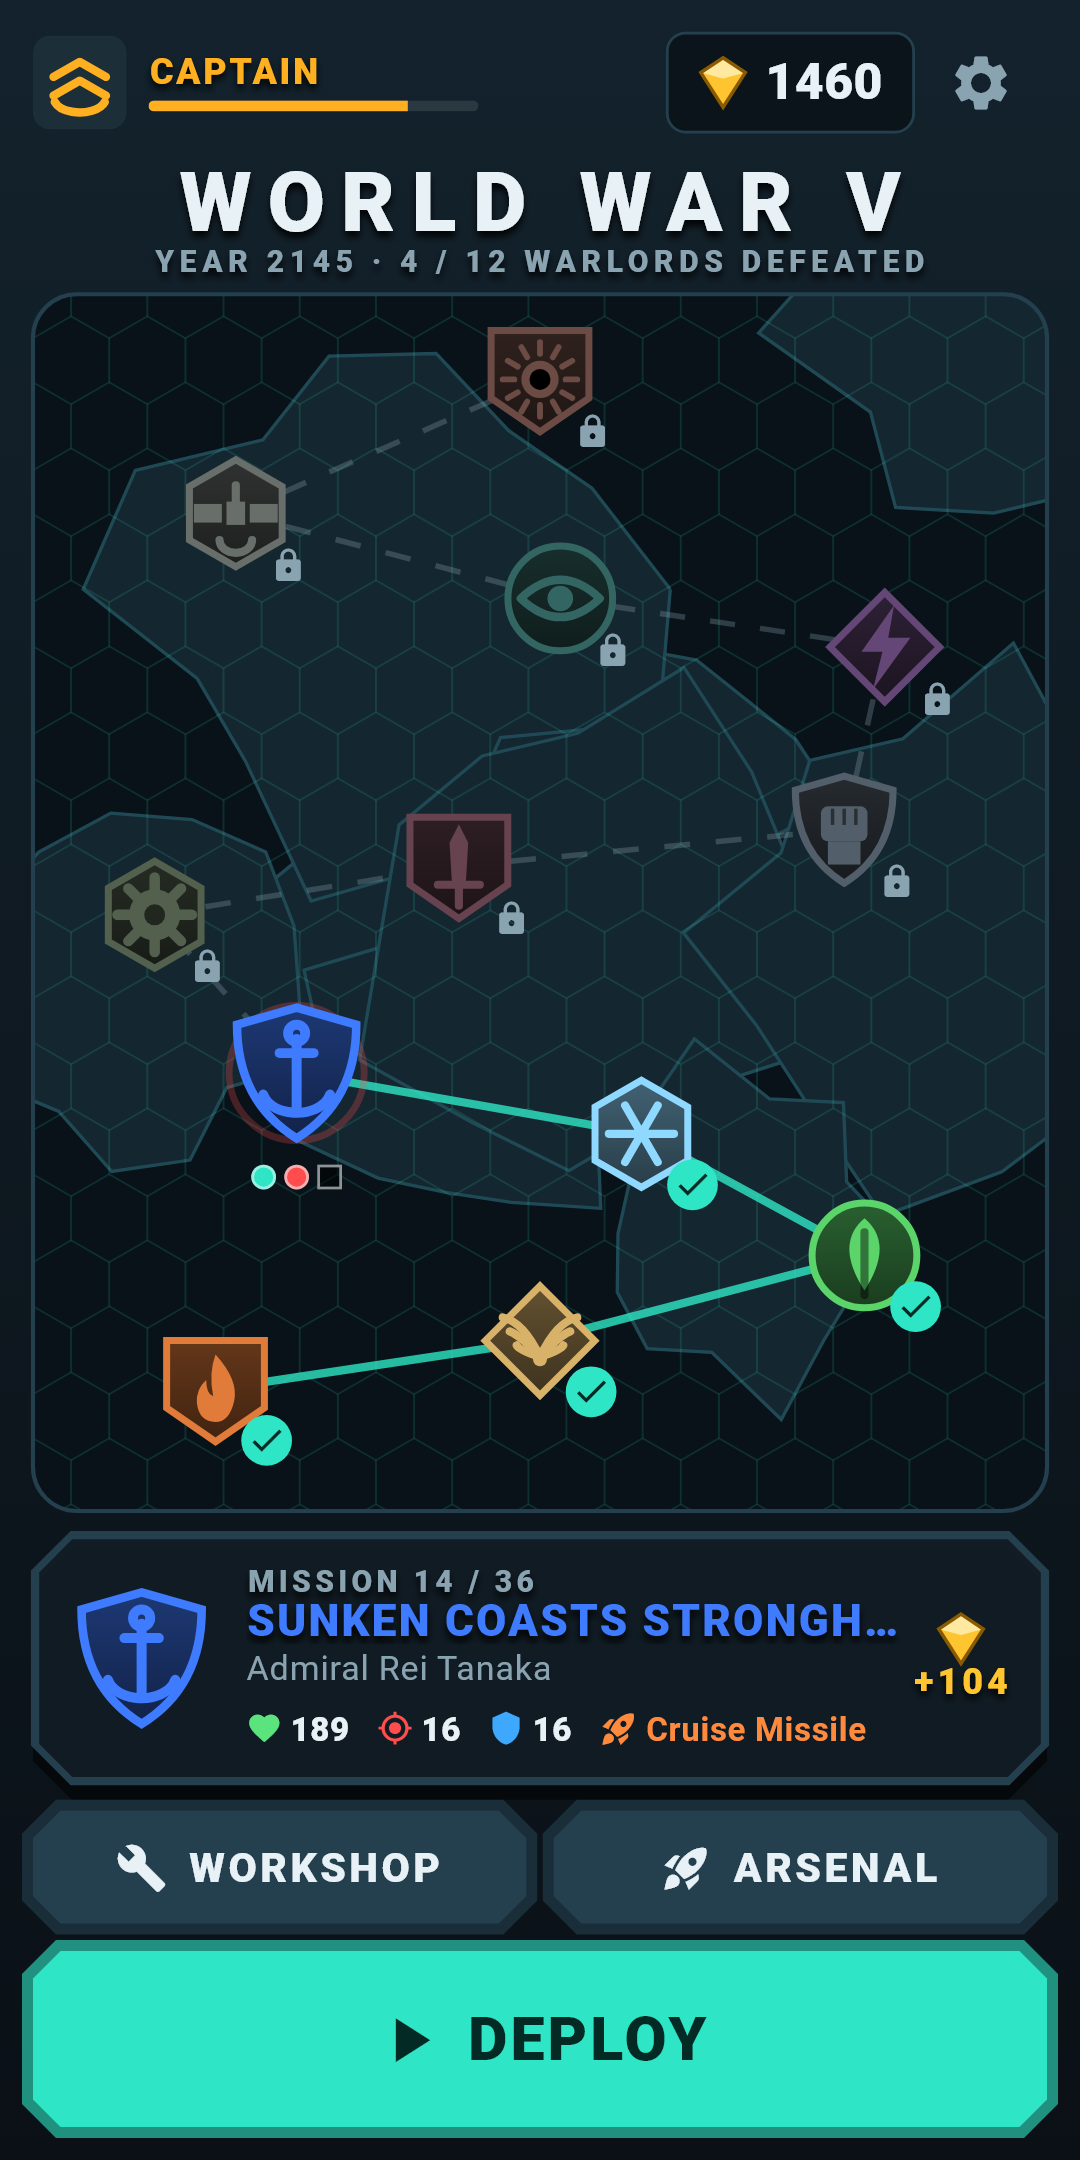 CAPTAIN
1460
WORLD WAR V
YEAR 2145 · 4 / 12 WARLORDS DEFEATED
MISSION 14 / 36
SUNKEN COASTS STRONGH…
Admiral Rei Tanaka
+104
189 16 16 Cruise Missile
WORKSHOP
ARSENAL
DEPLOY